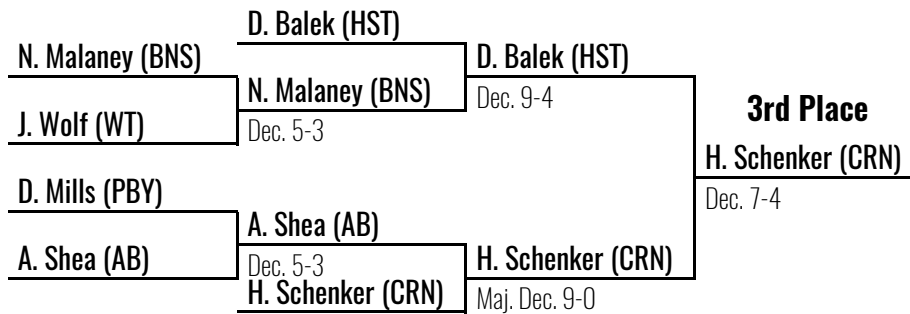 D. Balek (HST)
N. Malaney (BNS)
D. Balek (HST)
N. Malaney (BNS)
Dec. 9-4
3rd Place
J. Wolf (WT)
Dec. 5-3
H. Schenker (CRN)
D. Mills (PBY)
Dec. 7-4
A. Shea (AB)
A. Shea (AB)
Dec. 5-3
H. Schenker (CRN)
H. Schenker (CRN)
Maj. Dec. 9-0